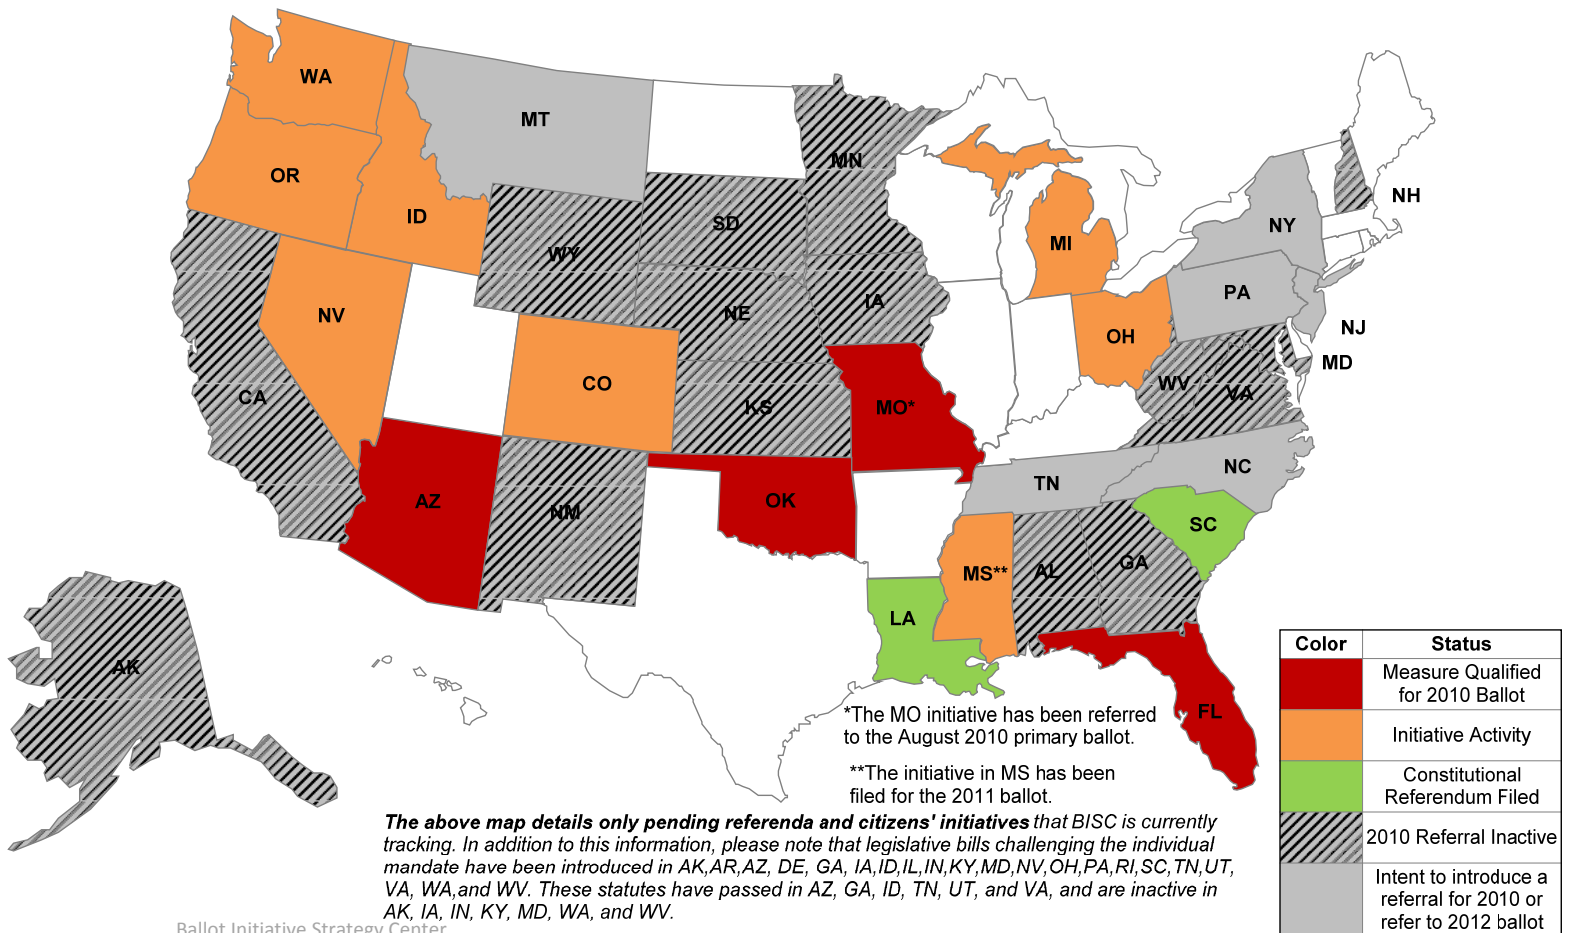 WA
MT
MN
OR
ID
NH
SD
NY
WY
MI
PA
IA
NE
NV
NJ
OH
MD
CO
WV
CA
VA
KS
MO*
NC
TN
AZ
OK
NM
SC
GA
AL
MS**
LA
AK
FL
Color Status
Measure Qualified
for 2010 Ballot
Initiative Activity
Constitutional
Referendum Filed
2010 Referral Inactive
Intent to introduce a
referral for 2010 or
refer to 2012 ballot
*The MO initiative has been referred
to the August 2010 primary ballot.
**The initiative in MS has been
filed for the 2011 ballot.
The above map details only pending referenda and citizens' initiatives that BISC is currently
tracking. In addition to this information, please note that legislative bills challenging the individual
mandate have been introduced in AK,AR,AZ, DE, GA, IA,ID,IL,IN,KY,MD,NV,OH,PA,RI,SC,TN,UT,
VA, WA,and WV. These statutes have passed in AZ, GA, ID, TN, UT, and VA, and are inactive in
AK, IA, IN, KY, MD, WA, and WV.
Ballot Initiative Strategy Center